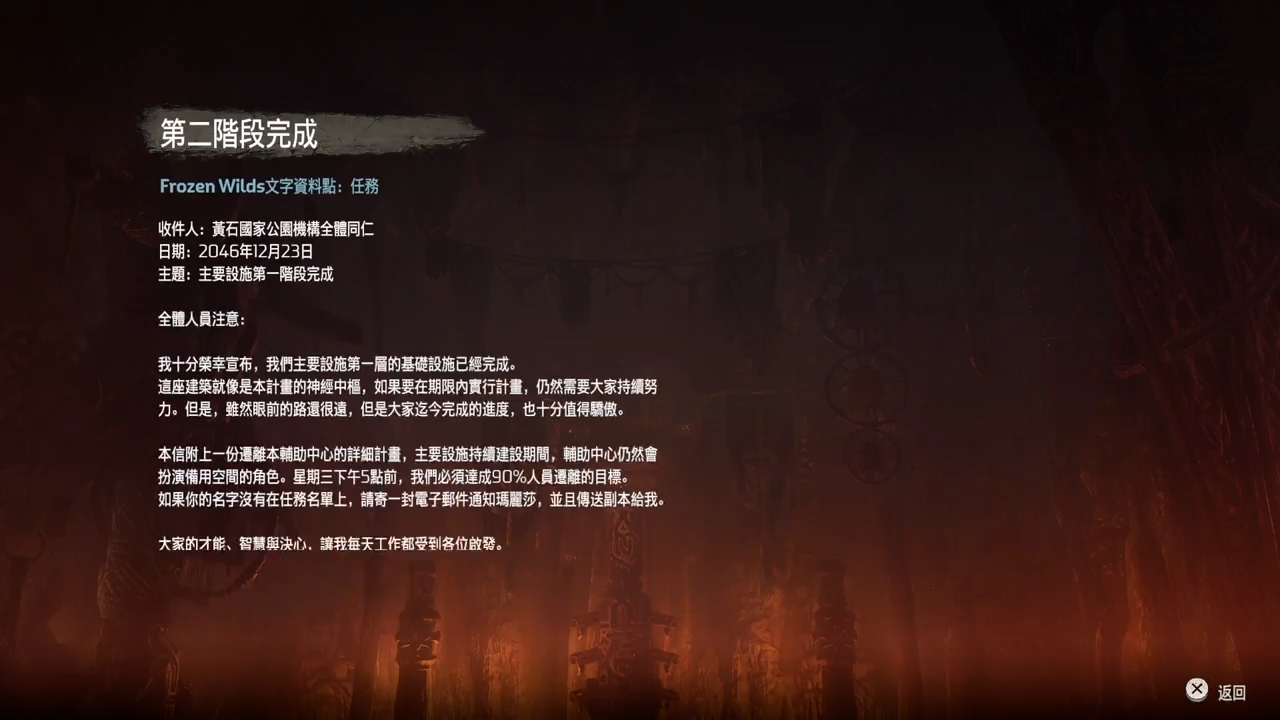 第二階段完成
Frozen Wilds文字資料點：任務
收件人：黃石國家公園機構全體同仁
日期：2046年12月23日
主題：主要設施第一階段完成
全體人員注意：
我十分榮幸宣布，我們主要設施第一層的基礎設施已經完成。
這座建築就像是本計畫的神經中樞，如果要在期限內實行計畫，仍然需要大家持續努
力。但是，雖然眼前的路還很遠，但是大家迄今完成的進度，也十分值得驕傲。
本信附上一份遷離本輔助中心的詳細計畫，主要設施持續建設期間，輔助中心仍然會
扮演備用空間的角色。星期三下午5點前，我們必須達成90%人員遷離的目標。
如果你的名字沒有在任務名單上，請寄一封電子郵件通知瑪麗莎，並且傳送副本給我。
大家的才能、智慧與決心，讓我每天工作都受到各位啟發。
返回